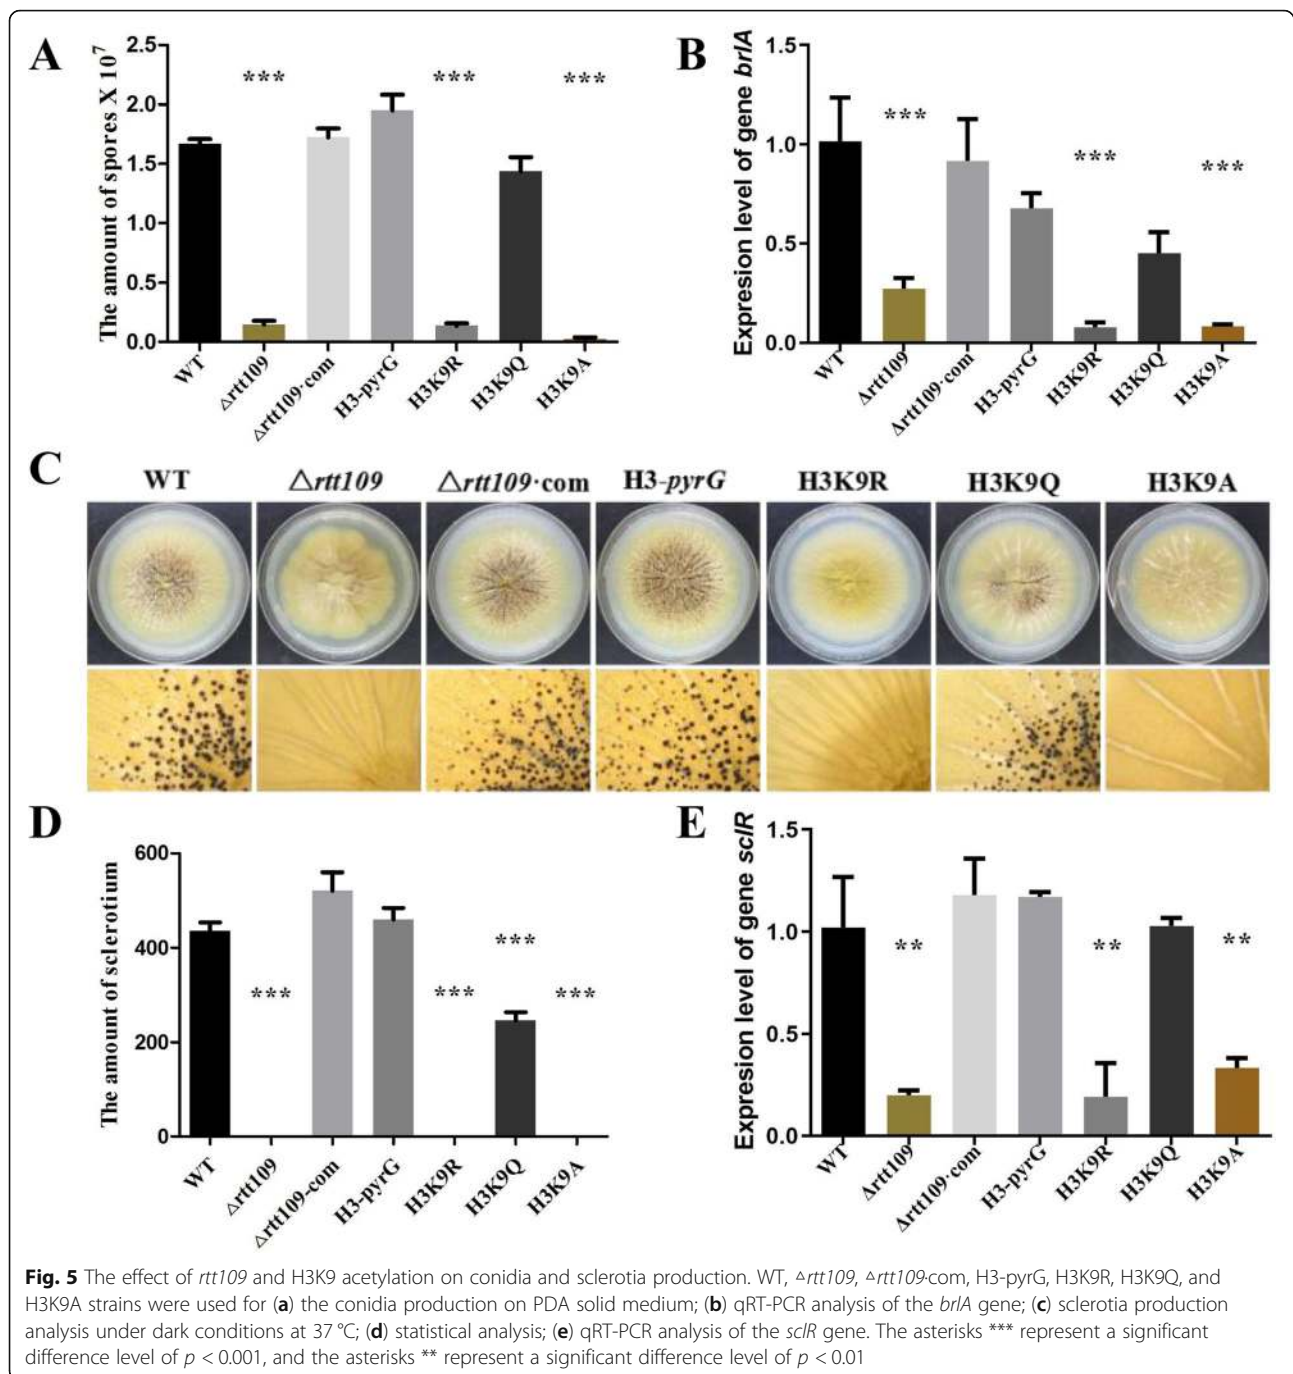 A
The amount of spores X 10⁷
2.5
2.0
1.5
1.0
0.5
0.0
***
***
***
WT
Δrtt109
Δrtt109·com
H3-pyrG
H3K9R
H3K9Q
H3K9A
B
Expresion level of gene brlA
1.5
1.0
0.5
0.0
***
***
***
WT
Δrtt109
Δrtt109·com
H3-pyrG
H3K9R
H3K9Q
H3K9A
C
WT △rtt109 △rtt109·com H3-pyrG H3K9R H3K9Q H3K9A
D
The amount of sclerotium
600
400
200
0
***
***
***
***
WT
△rtt109
△rtt109-com
H3-pyrG
H3K9R
H3K9Q
H3K9A
E
Expresion level of gene sclR
1.5
1.0
0.5
0.0
**
**
**
WT
Δrtt109
Δrtt109·com
H3-pyrG
H3K9R
H3K9Q
H3K9A
Fig. 5 The effect of rtt109 and H3K9 acetylation on conidia and sclerotia production. WT, △rtt109, △rtt109·com, H3-pyrG, H3K9R, H3K9Q, and
H3K9A strains were used for (a) the conidia production on PDA solid medium; (b) qRT-PCR analysis of the brlA gene; (c) sclerotia production
analysis under dark conditions at 37 °C; (d) statistical analysis; (e) qRT-PCR analysis of the sclR gene. The asterisks *** represent a significant
difference level of p < 0.001, and the asterisks ** represent a significant difference level of p < 0.01